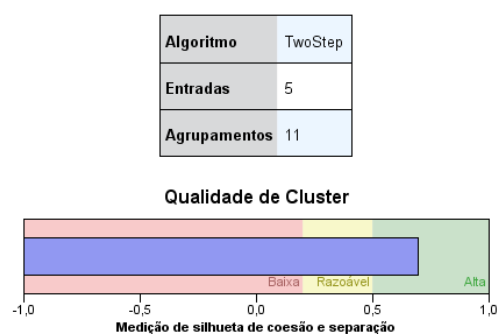 Algoritmo TwoStep
Entradas 5
Agrupamentos 11
Qualidade de Cluster
Baixa Razoável Alta
-1,0 -0,5 0,0 0,5 1,0
Medição de silhueta de coesão e separação